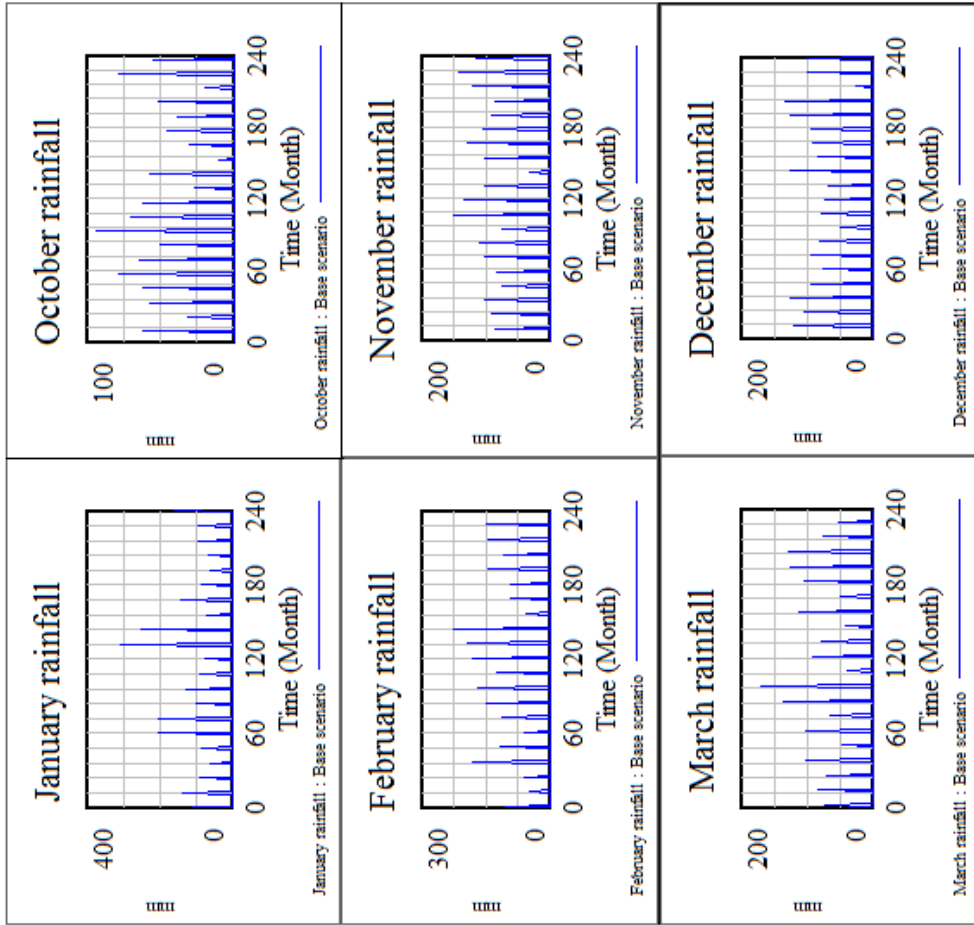 January rainfall
400
mm
0
0 60 120 180 240
Time (Month)
January rainfall : Base scenario
October rainfall
100
mm
0
0 60 120 180 240
Time (Month)
October rainfall : Base scenario
February rainfall
300
mm
0
0 60 120 180 240
Time (Month)
February rainfall : Base scenario
November rainfall
200
mm
0
0 60 120 180 240
Time (Month)
November rainfall : Base scenario
March rainfall
200
mm
0
0 60 120 180 240
Time (Month)
March rainfall : Base scenario
December rainfall
200
mm
0
0 60 120 180 240
Time (Month)
December rainfall : Base scenario